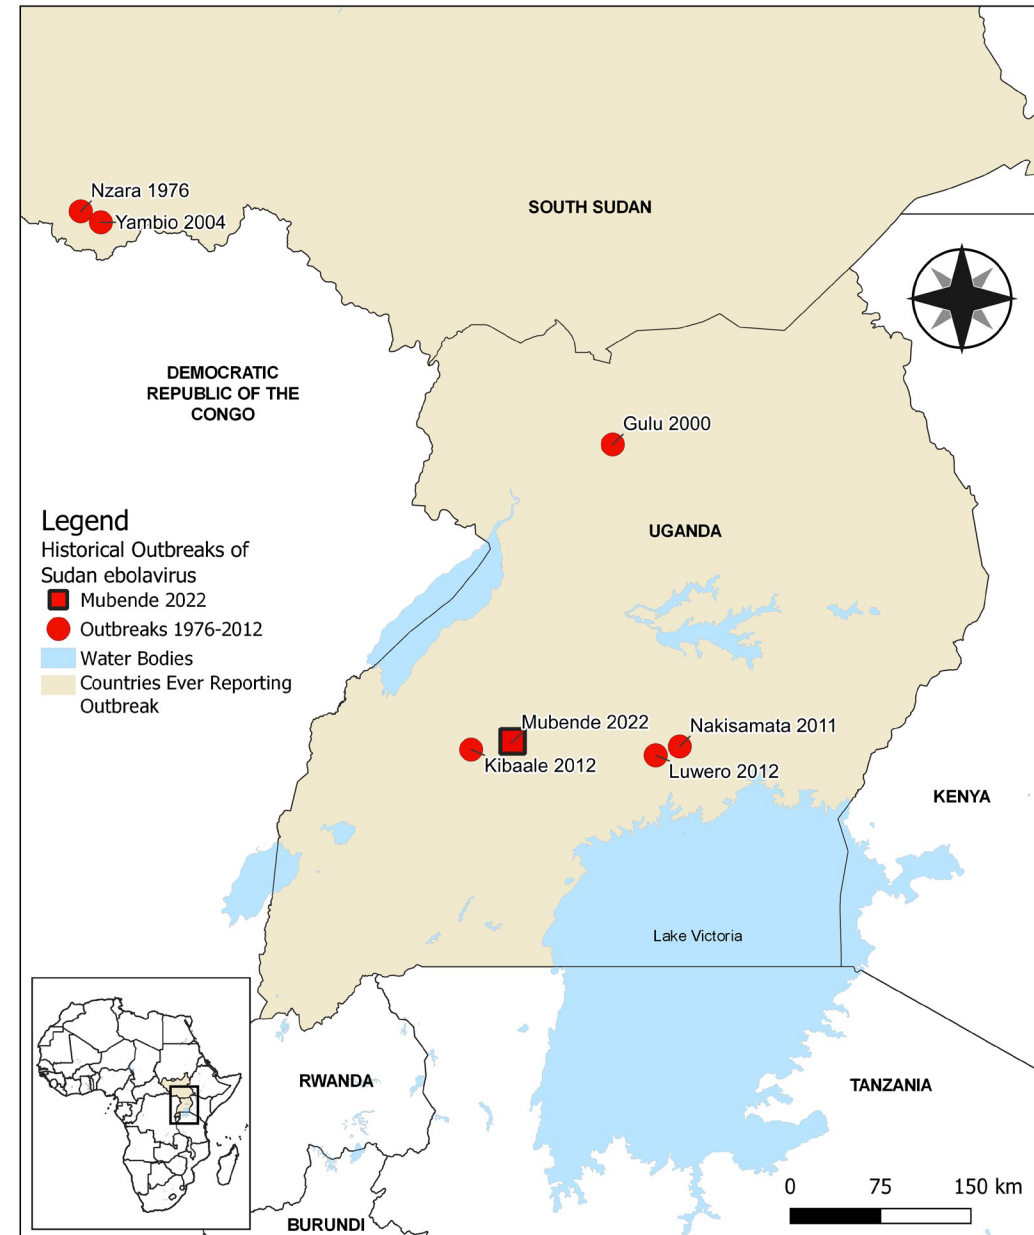 Nzara 1976
Yambio 2004
SOUTH SUDAN
DEMOCRATIC
REPUBLIC OF THE
CONGO
Gulu 2000
UGANDA
Legend
Historical Outbreaks of
Sudan ebolavirus
Mubende 2022
Outbreaks 1976-2012
Water Bodies
Countries Ever Reporting
Outbreak
Mubende 2022
Kibaale 2012
Nakisamata 2011
Luwero 2012
KENYA
Lake Victoria
RWANDA
TANZANIA
BURUNDI
0 75 150 km